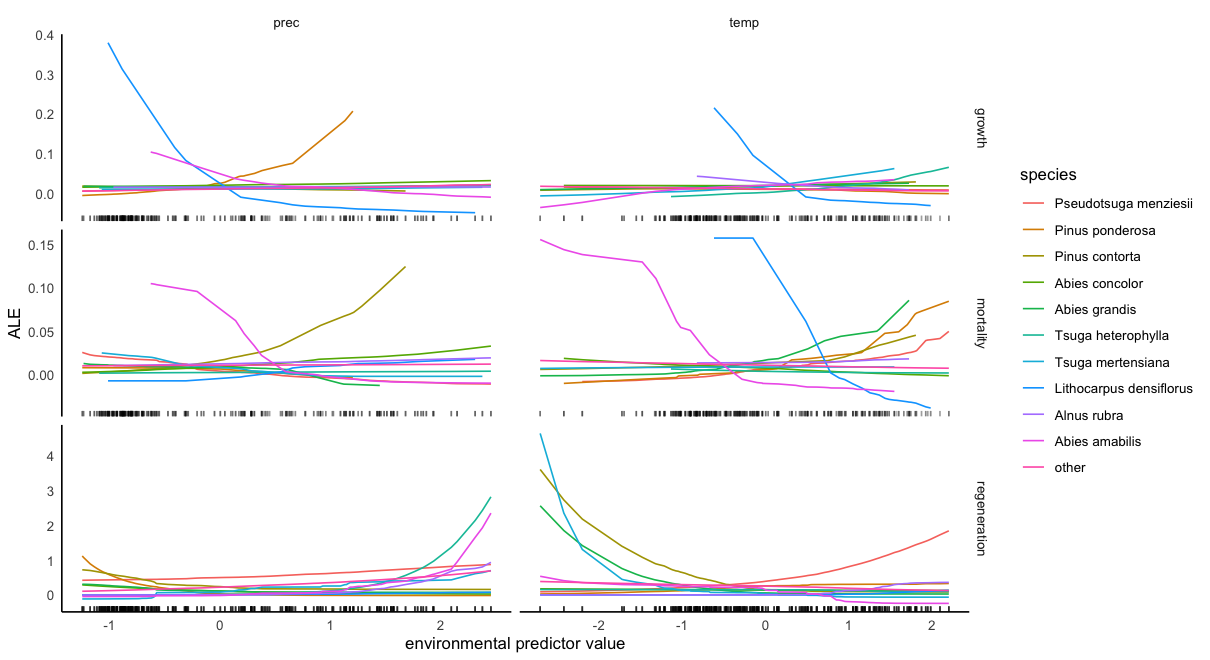 prec
temp
0.4
0.3
0.2
0.1
0.0
growth
0.15
0.10
0.05
0.00
mortality
4
3
2
1
0
regeneration
-1
0
1
2
-2
-1
0
1
2
ALE
environmental predictor value
species
Pseudotsuga menziesii
Pinus ponderosa
Pinus contorta
Abies concolor
Abies grandis
Tsuga heterophylla
Tsuga mertensiana
Lithocarpus densiflorus
Alnus rubra
Abies amabilis
other